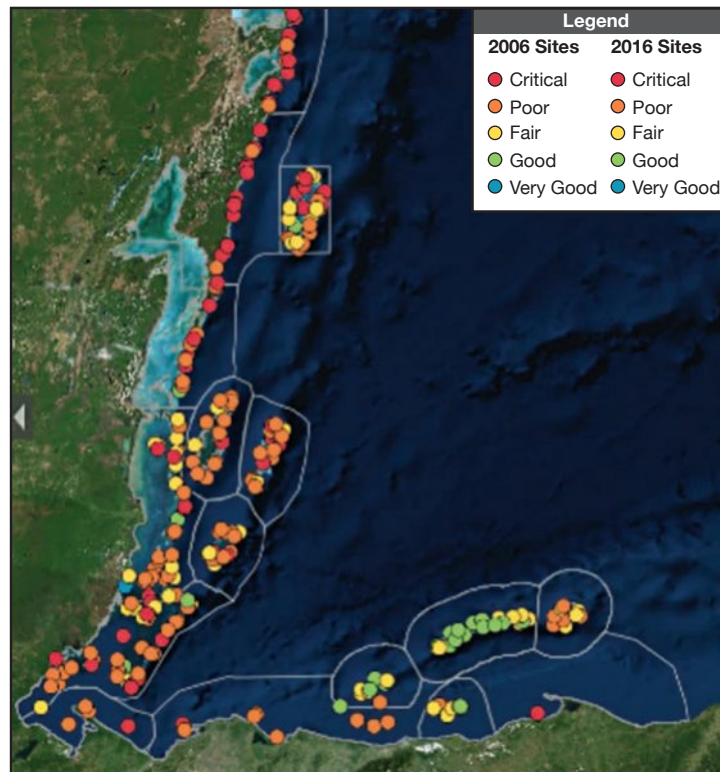 Legend
2006 Sites 2016 Sites
Critical Critical
Poor Poor
Fair Fair
Good Good
Very Good Very Good